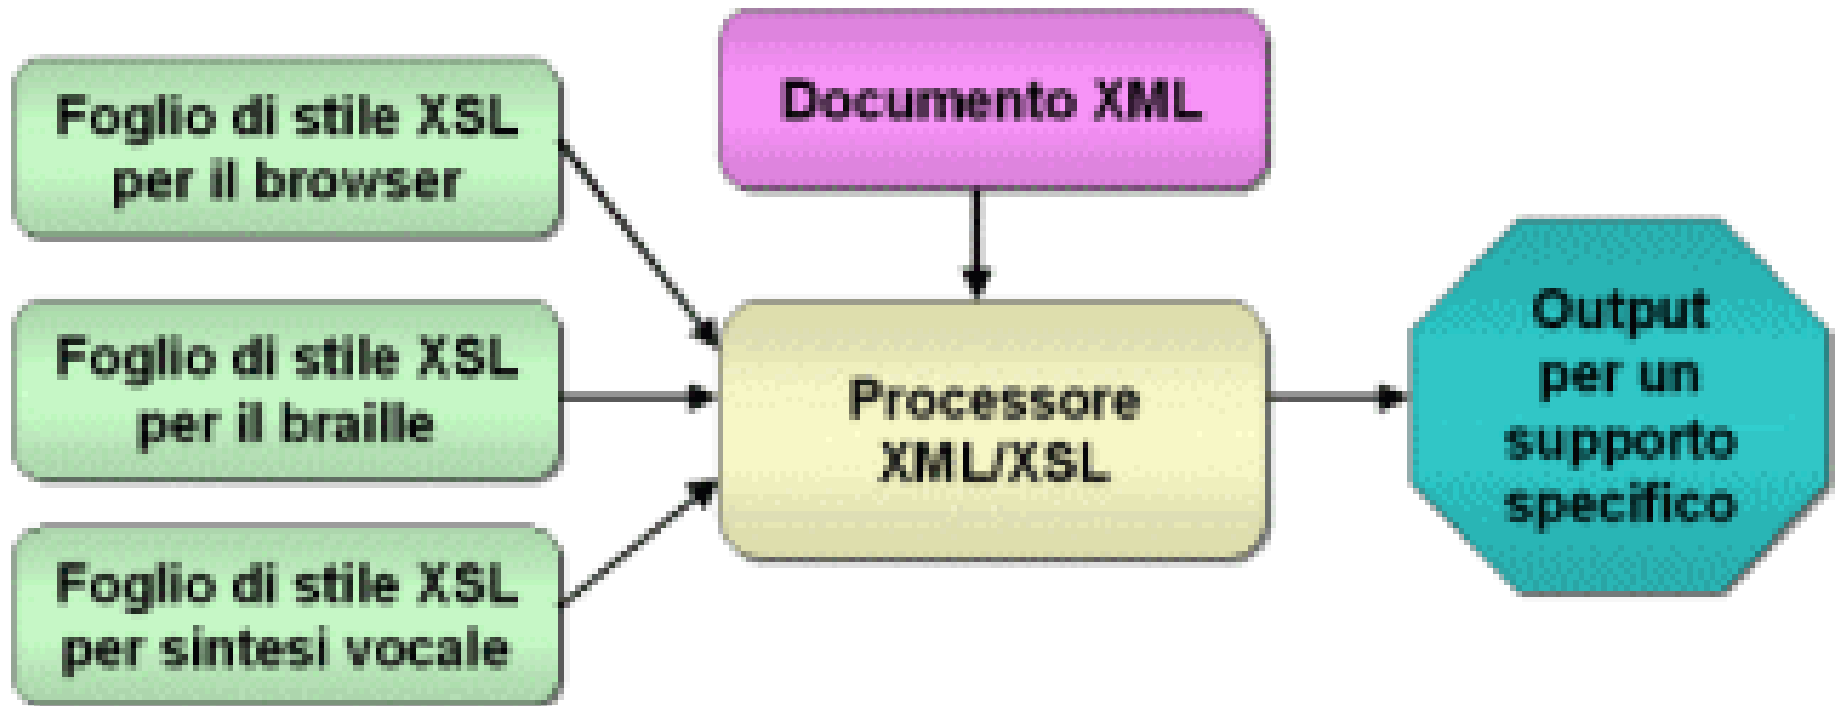 Foglio di stile XSL
per il browser
Documento XML
Foglio di stile XSL
per il braille
Processore
XML/XSL
Output
per un
supporto
specifico
Foglio di stile XSL
per sintesi vocale